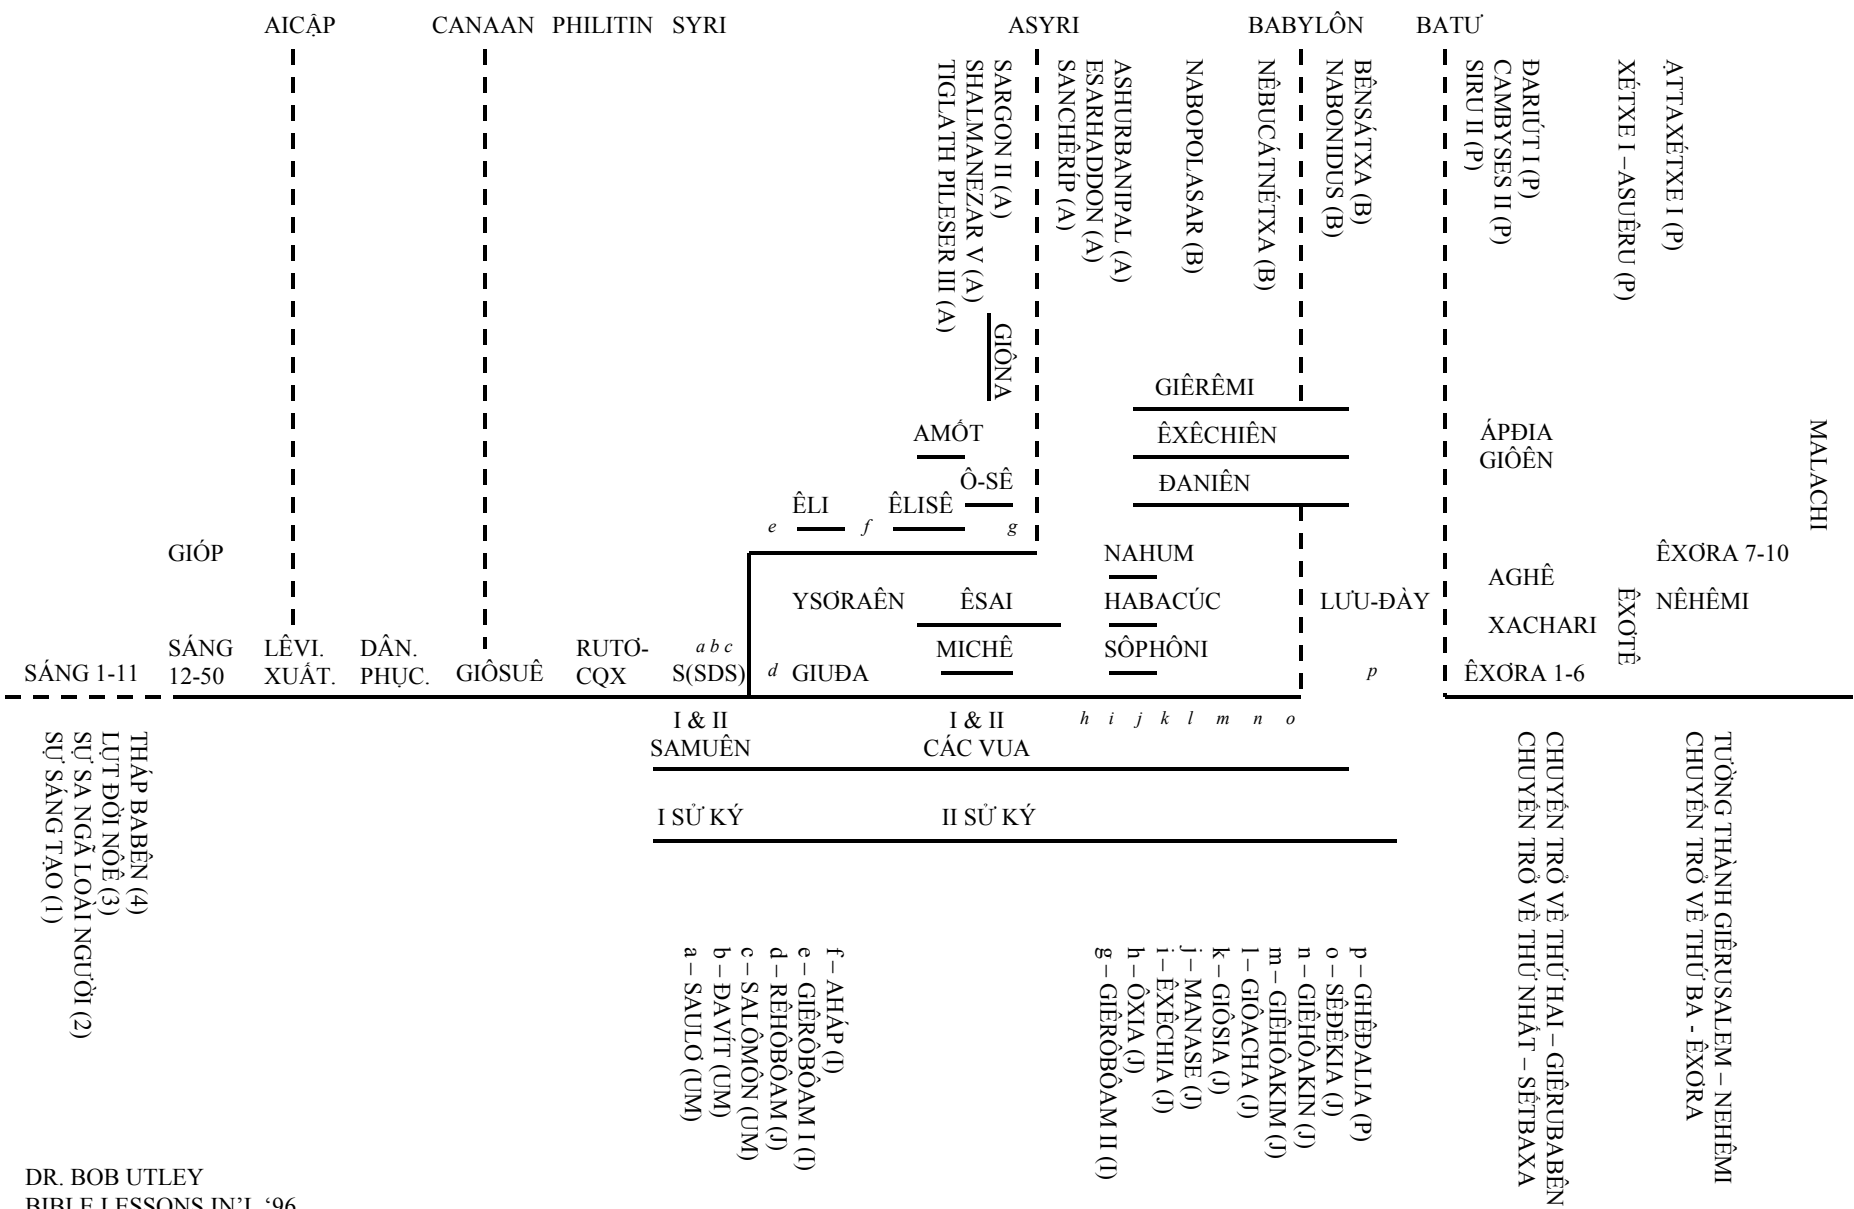 AICẬP CANAAN PHILITIN SYRI ASYRI BABYLÔN BATƯ
TIGLATH PILESER III (A)
SHALMANEZAR V (A)
SARGON II (A)
SANCHÊRÍP (A)
ESARHADDON (A)
ASHURBANIPAL (A)
NABOPOLASAR (B)
NÊBUCÁTNÉTXA (B)
NABONIDUS (B)
BÊNSÁTXA (B)
SIRU II (P)
CAMBYSES II (P)
ĐARIÚT I (P)
XÉTXE I – ASUÊRU (P)
ẠTTAXÉTXE I (P)
GIÔNA
GIÊRÊMI
AMỐT
ÊXÊCHIÊN
ÁPĐIA
GIÔÊN
MALACHI
Ô-SÊ
ĐANIÊN
e ÊLI f ÊLISÊ g
GIÓP
NAHUM
ÊXƠRA 7-10
AGHÊ
YSƠRAÊN
ÊSAI
HABACÚC
LƯU-ĐÀY
ÊXƠTÊ
NÊHÊMI
XACHARI
SÁNG 1-11
SÁNG
12-50
LÊVI.
XUẤT.
DÂN.
PHỤC.
GIÔSUÊ
RUTƠ-
CQX
a b c
S(SDS)
d GIUĐA
MICHÊ
SÔPHÔNI
p
ÊXƠRA 1-6
I & II
SAMUÊN
I & II
CÁC VUA
h i j k l m n o
I SỬ KÝ
II SỬ KÝ
THÁP BABÊN (4)
LỤT ĐỜI NÔÊ (3)
SỰ SA NGÃ LOÀI NGƯỜI (2)
SỰ SÁNG TẠO (1)
f – AHÁP (I)
e – GIÊRÔBÔAM I (I)
d – RÊHÔBÔAM (J)
c – SALÔMÔN (UM)
b – ĐAVÍT (UM)
a – SAULƠ (UM)
p – GHÊĐALIA (P)
o – SÊĐÊKIA (J)
n – GIÊHÔAKIN (J)
m – GIÊHÔAKIM (J)
l – GIÔACHA (J)
k – GIÔSIA (J)
j – MANASE (J)
i – ÊXÊCHIA (J)
h – ÔXIA (J)
g – GIÊRÔBÔAM II (I)
CHUYẾN TRỞ VỀ THỨ HAI – GIÊRUBABÊN
CHUYẾN TRỞ VỀ THỨ NHẤT – SẾTBAXA
TƯỜNG THÀNH GIÊRUSALEM – NEHÊMI
CHUYẾN TRỞ VỀ THỨ BA - ÊXƠRA
DR. BOB UTLEY
BIBLE LESSONS IN'L ‘96